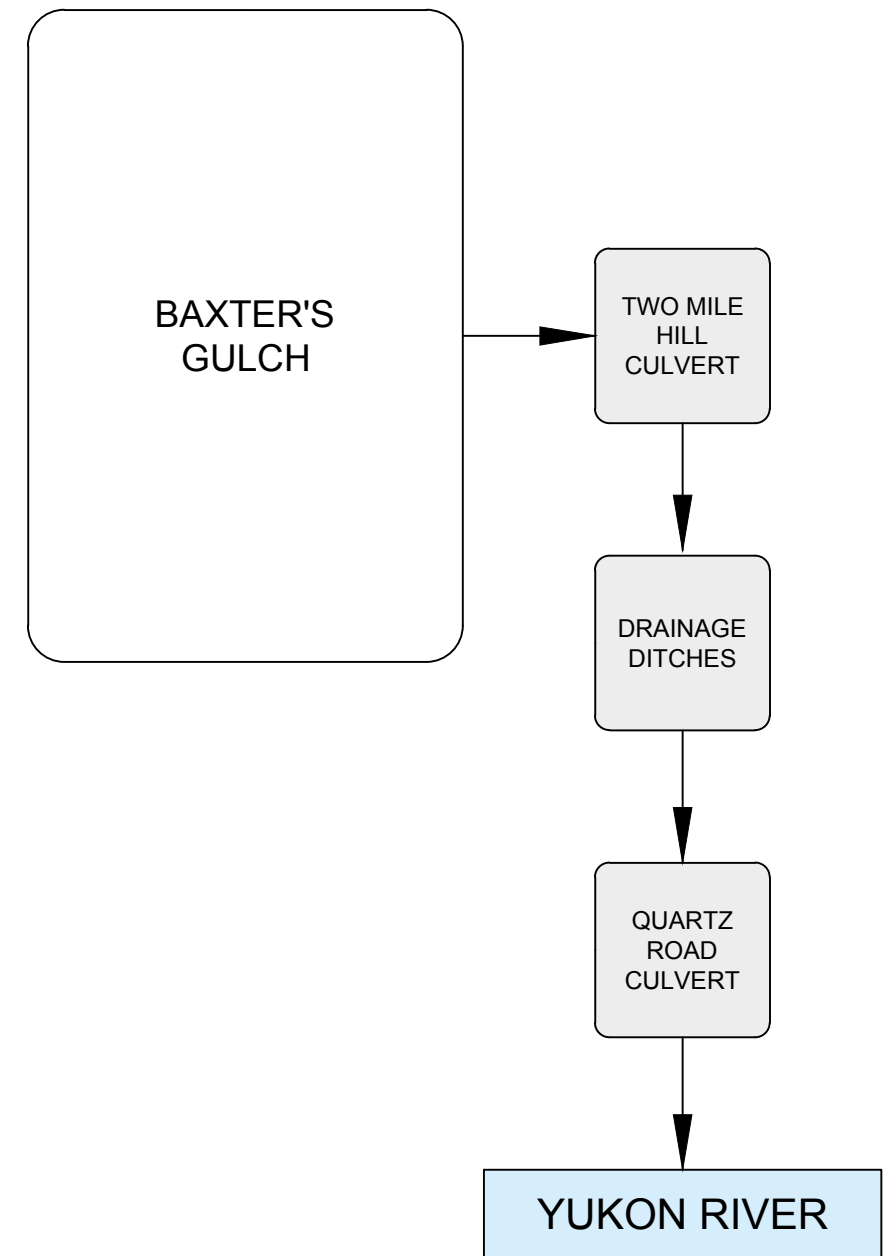 BAXTER'S
GULCH
TWO MILE
HILL
CULVERT
DRAINAGE
DITCHES
QUARTZ
ROAD
CULVERT
YUKON RIVER